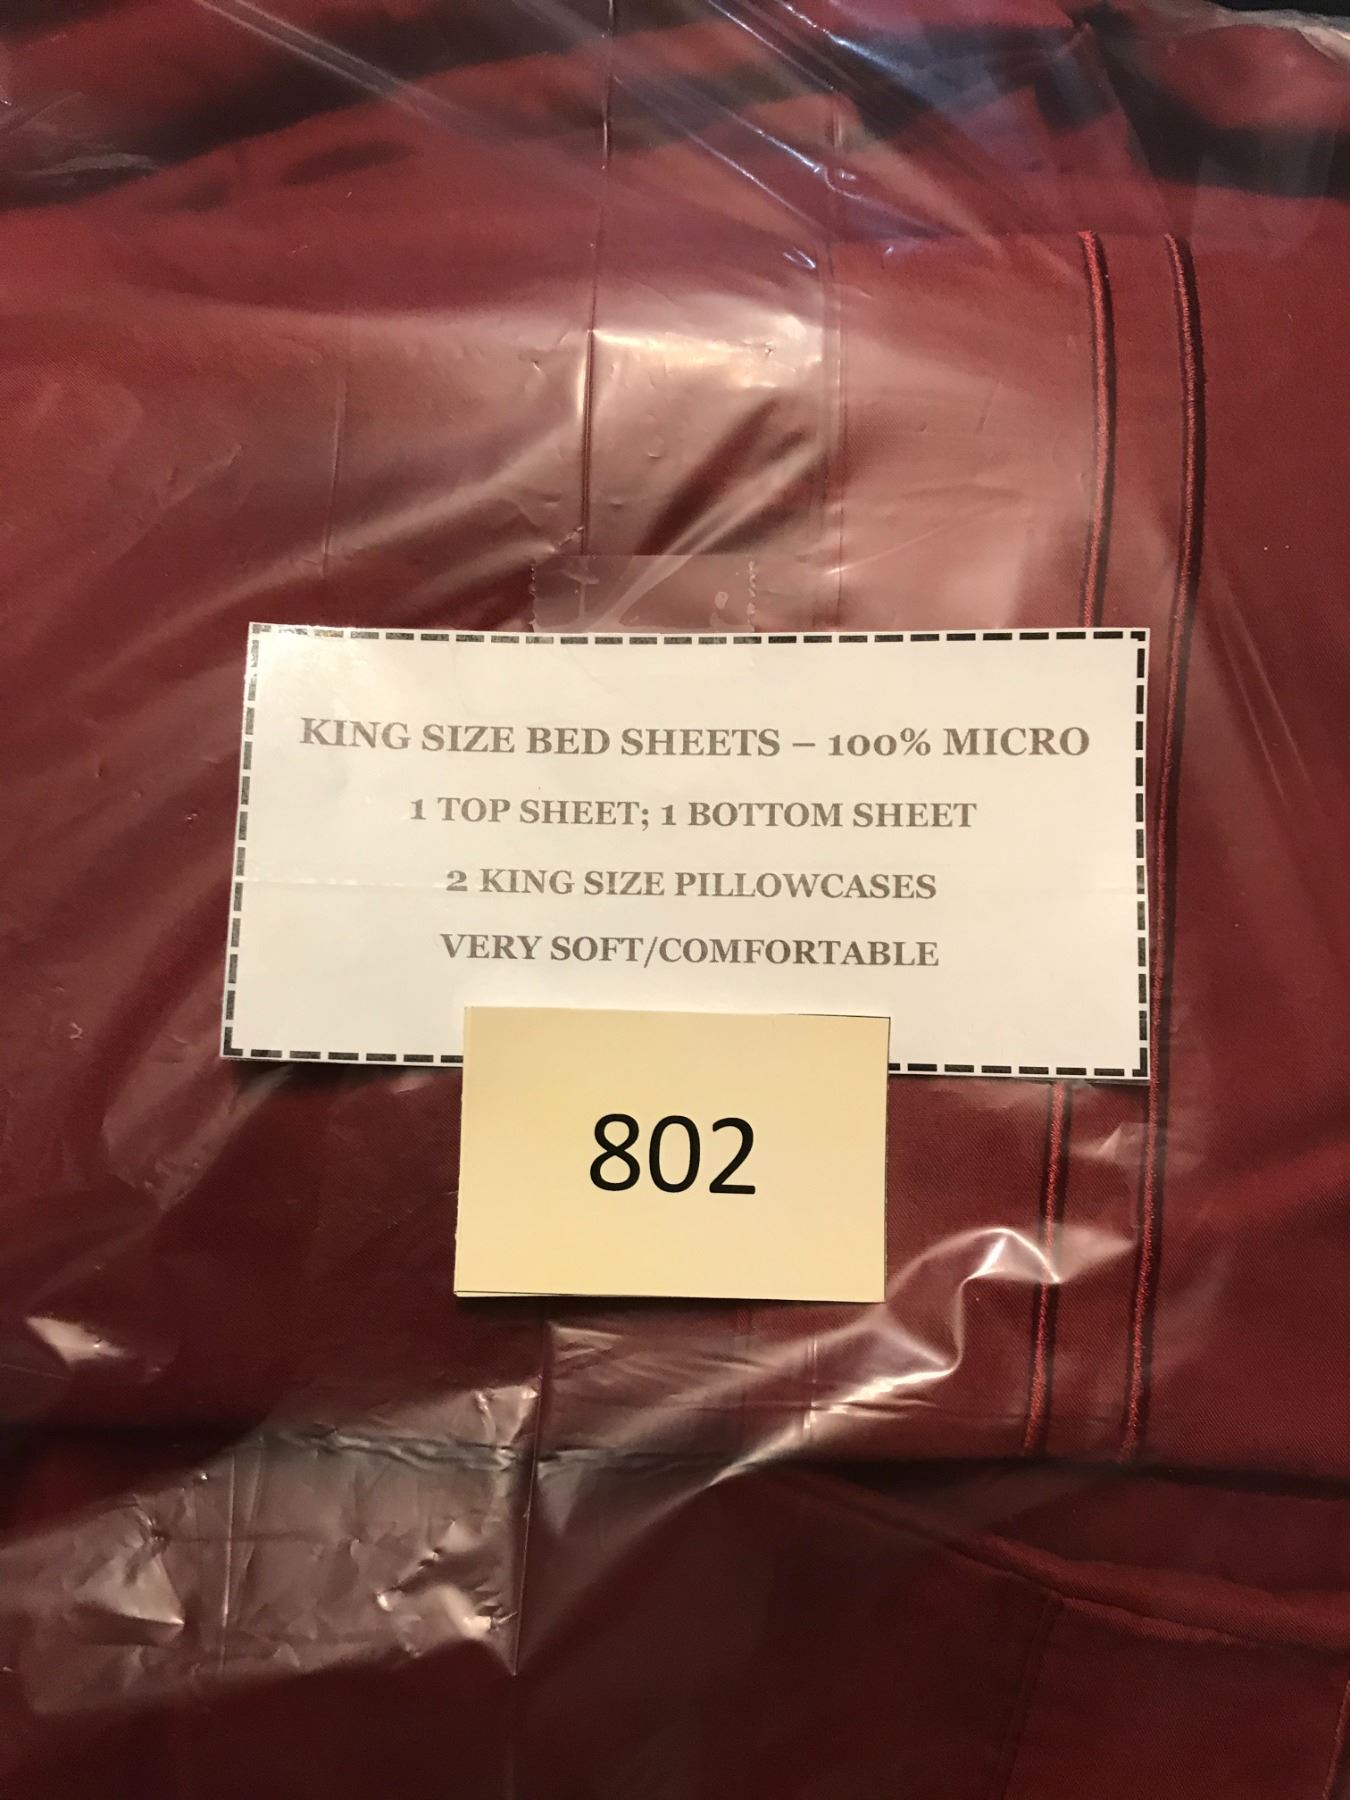 KING SIZE BED SHEETS – 100% MICRO
1 TOP SHEET; 1 BOTTOM SHEET
2 KING SIZE PILLOWCASES
VERY SOFT/COMFORTABLE
802